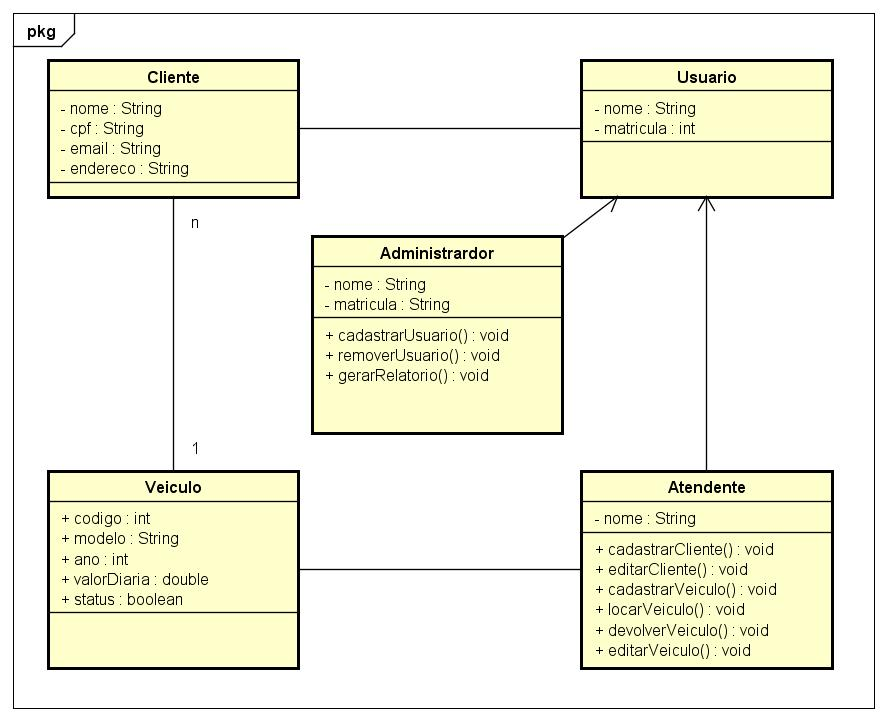 pkg
Cliente
- nome : String
- cpf : String
- email : String
- endereco : String
Usuario
- nome : String
- matricula : int
n
Administrardor
- nome : String
- matricula : String
+ cadastrarUsuario() : void
+ removerUsuario() : void
+ gerarRelatorio() : void
1
Veiculo
+ codigo : int
+ modelo : String
+ ano : int
+ valorDiaria : double
+ status : boolean
Atendente
- nome : String
+ cadastrarCliente() : void
+ editarCliente() : void
+ cadastrarVeiculo() : void
+ locarVeiculo() : void
+ devolverVeiculo() : void
+ editarVeiculo() : void